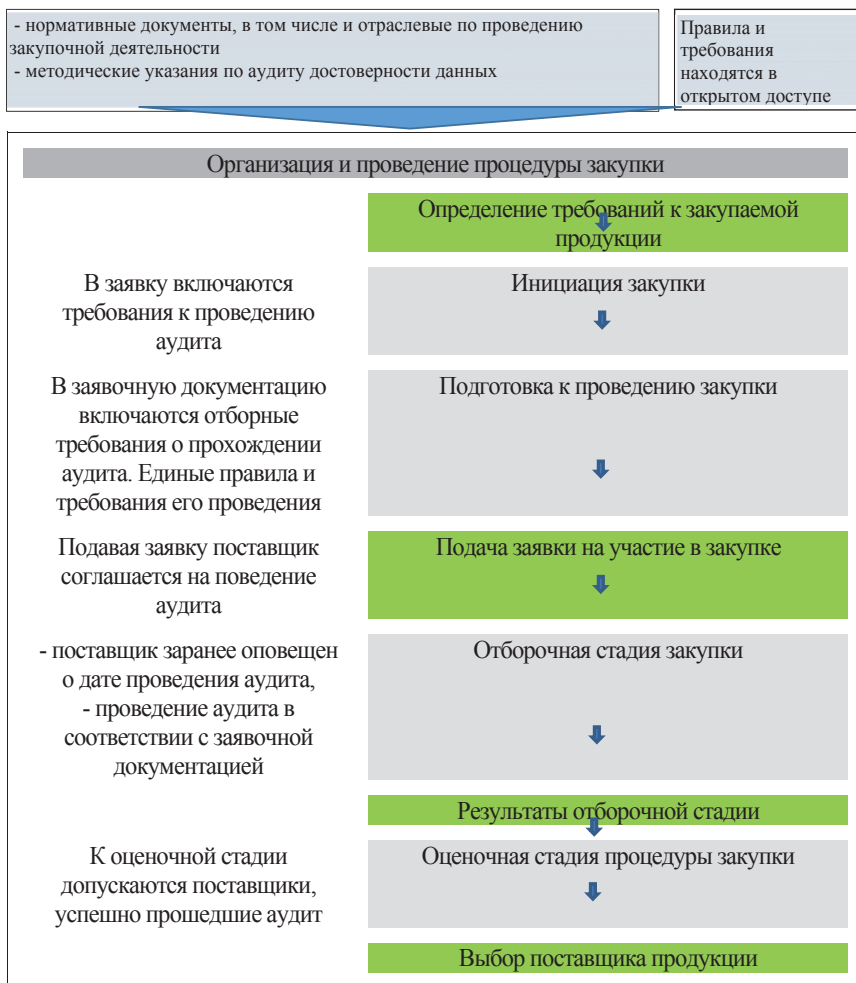 - нормативные документы, в том числе и отраслевые по проведению
закупочной деятельности
- методические указания по аудиту достоверности данных
Правила и
требования
находятся в
открытом доступе
Организация и проведение процедуры закупки
Определение требований к закупаемой
продукции
В заявку включаются
требования к проведению
аудита
Инициация закупки
В заявочную документацию
включаются отборные
требования о прохождении
аудита. Единые правила и
требования его проведения
Подготовка к проведению закупки
Подавая заявку поставщик
соглашается на поведение
аудита
Подача заявки на участие в закупке
- поставщик заранее оповещен
о дате проведения аудита,
- проведение аудита в
соответствии с заявочной
документацией
Отборочная стадия закупки
Результаты отборочной стадии
К оценочной стадии
допускаются поставщики,
успешно прошедшие аудит
Оценочная стадия процедуры закупки
Выбор поставщика продукции